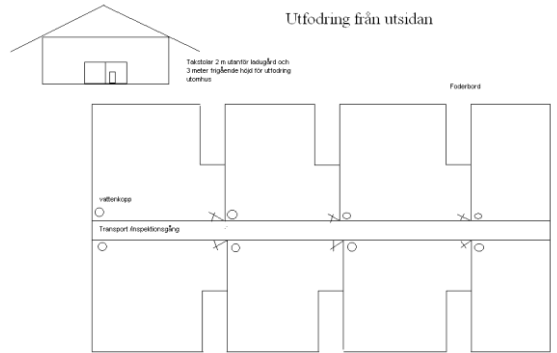 Utfodring från utsidan
Takstolar 2 m utanför ladugård och
3 meter frigående höjd för utfodring
utomhus
Foderbord
vattenkopp
Transport /inspektionsgång